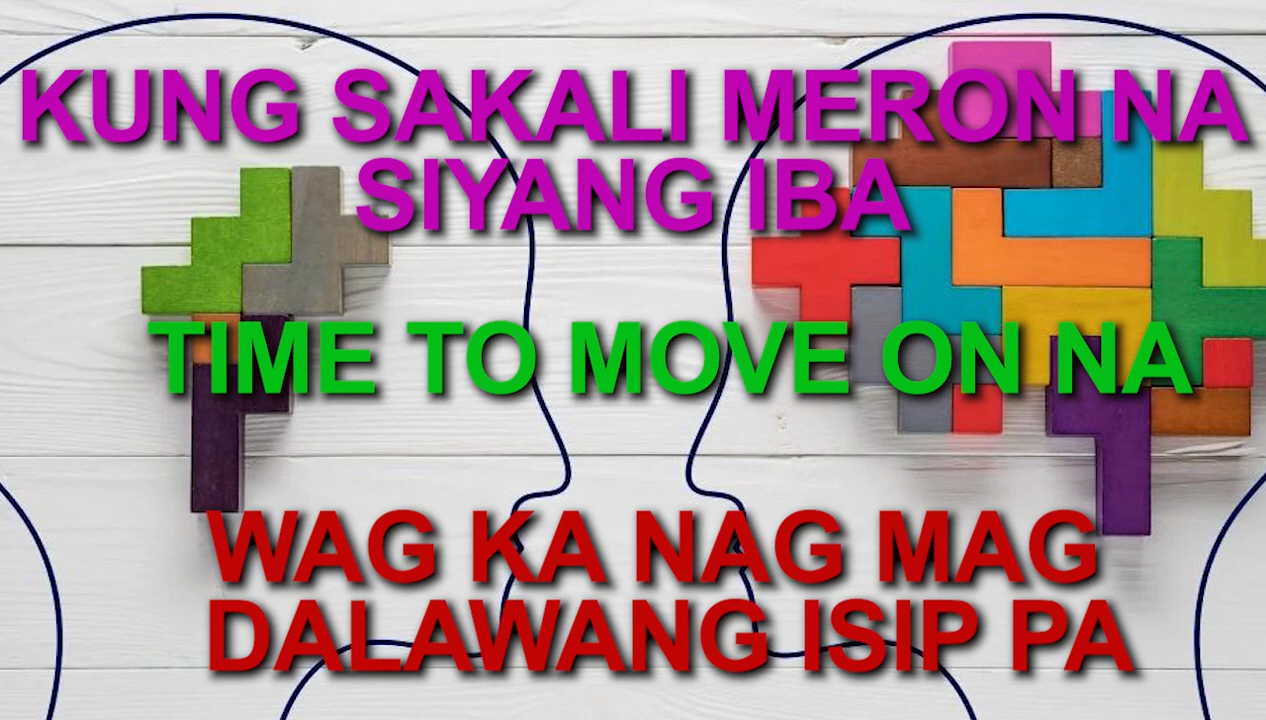 KUNG SAKALI MERON NA
SIYANG IBA
TIME TO MOVE ON NA
WAG KA NAG MAG
DALAWANG ISIP PA